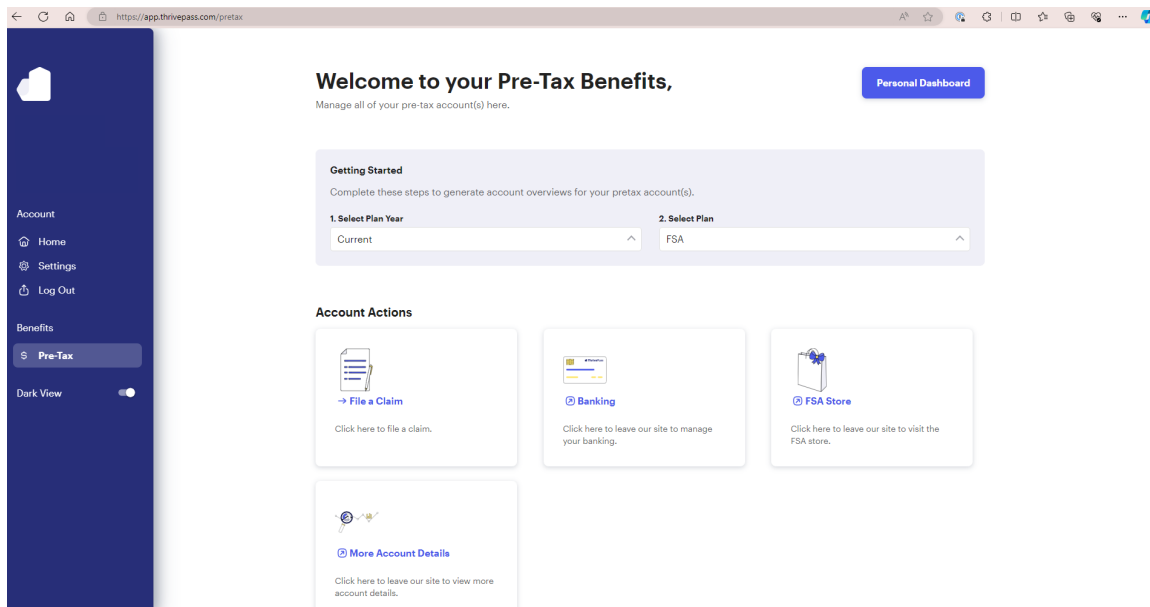 https://app.thrivepass.com/pretax
Welcome to your Pre-Tax Benefits,
Personal Dashboard
Manage all of your pre-tax account(s) here.
Getting Started
Complete these steps to generate account overviews for your pretax account(s).
1. Select Plan Year
2. Select Plan
Current
FSA
Account
Home
Settings
Log Out
Benefits
$ Pre-Tax
Dark View
Account Actions
→ File a Claim
Click here to file a claim.
Banking
Click here to leave our site to manage
your banking.
FSA Store
Click here to leave our site to visit the
FSA store.
More Account Details
Click here to leave our site to view more
account details.